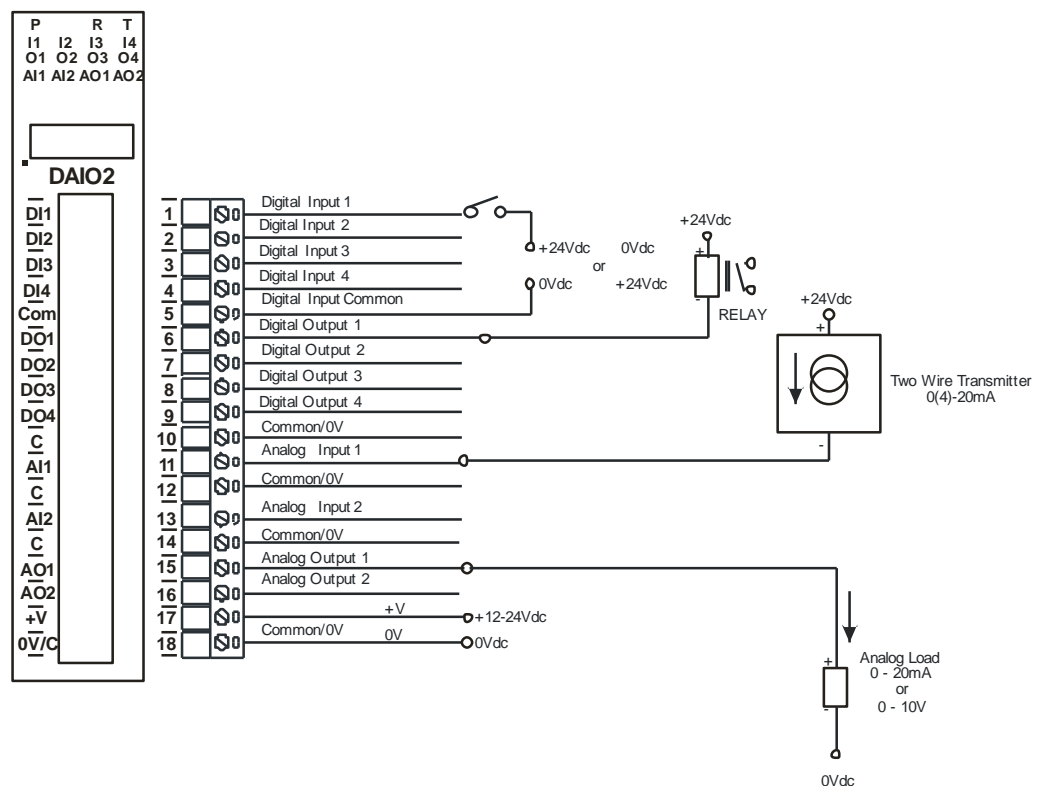 P R T
I1 I2 I3 I4
O1 O2 O3 O4
AI1 AI2 AO1 AO2
DAIO2
DI1
DI2
DI3
DI4
Com
DO1
DO2
DO3
DO4
C
AI1
C
AI2
C
AO1
AO2
+V
0V/C
1 Digital Input 1
2 Digital Input 2
3 Digital Input 3
4 Digital Input 4
5 Digital Input Common
6 Digital Output 1
7 Digital Output 2
8 Digital Output 3
9 Digital Output 4
10 Common/0V
11 Analog Input 1
12 Common/0V
13 Analog Input 2
14 Common/0V
15 Analog Output 1
16 Analog Output 2
17 +V +12-24Vdc
18 Common/0V 0V 0Vdc
+24Vdc 0Vdc
or
0Vdc +24Vdc
+24Vdc
+
-
RELAY
+24Vdc
+
-
Two Wire Transmitter
0(4)-20mA
+
-
Analog Load
0 - 20mA
or
0 - 10V
0Vdc